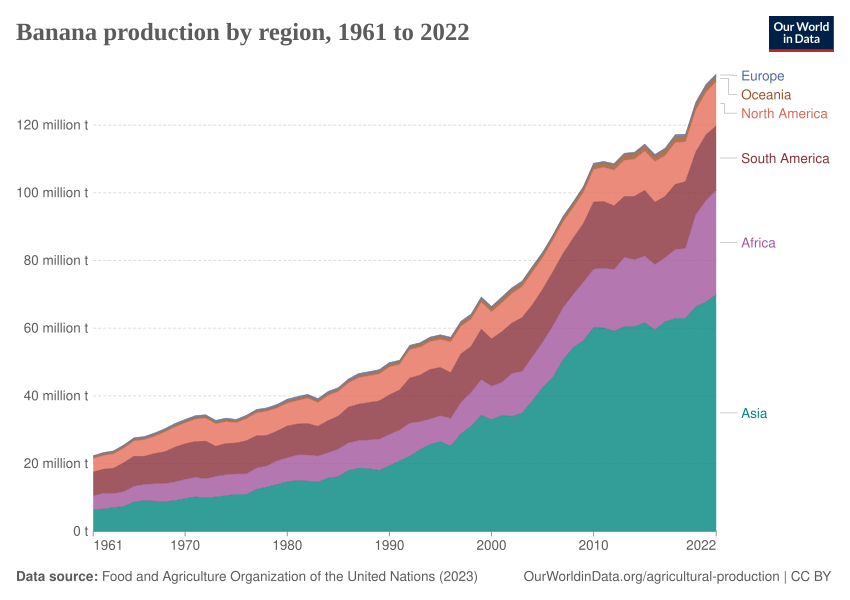 Banana production by region, 1961 to 2022
Our World
in Data
Europe
Oceania
North America
South America
Africa
Asia
120 million t
100 million t
80 million t
60 million t
40 million t
20 million t
0 t
1961
1970
1980
1990
2000
2010
2022
Data source: Food and Agriculture Organization of the United Nations (2023)
OurWorldinData.org/agricultural-production | CC BY